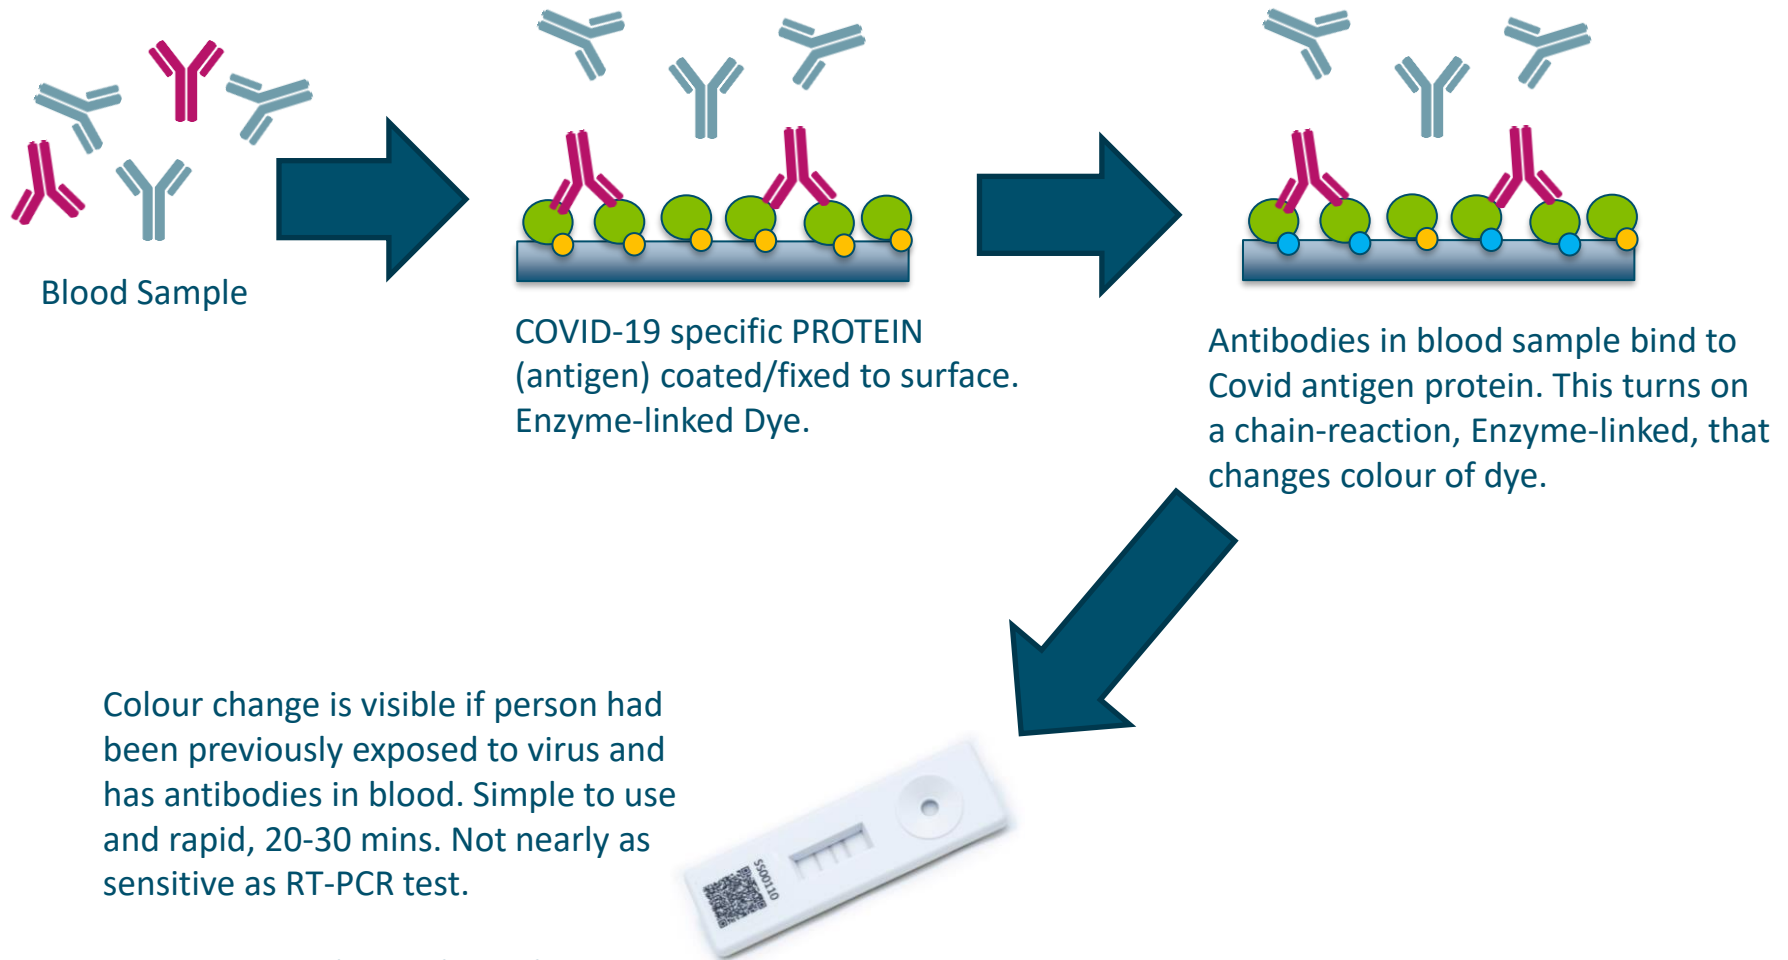 Blood Sample
COVID-19 specific PROTEIN
(antigen) coated/fixed to surface.
Enzyme-linked Dye.
Antibodies in blood sample bind to
Covid antigen protein. This turns on
a chain-reaction, Enzyme-linked, that
changes colour of dye.
Colour change is visible if person had
been previously exposed to virus and
has antibodies in blood. Simple to use
and rapid, 20-30 mins. Not nearly as
sensitive as RT-PCR test.
SS00110